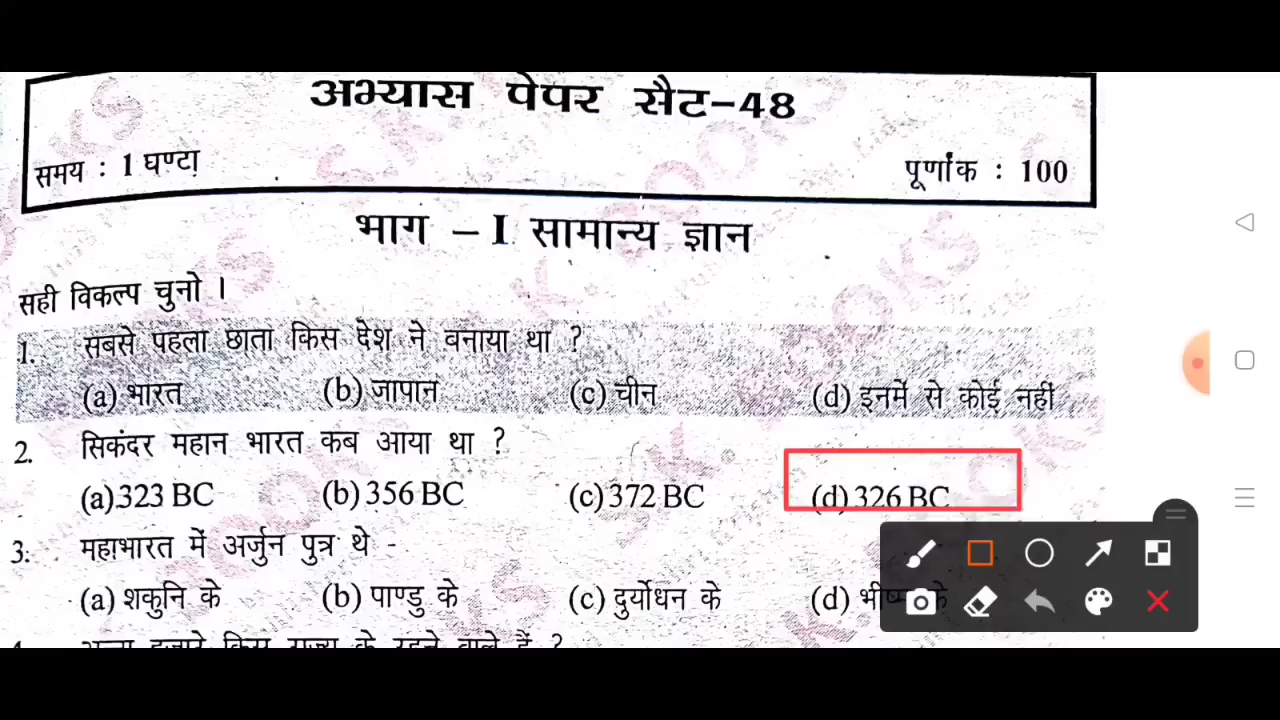 अभ्यास पेपर सैट-48
समय : 1 घण्टा पूर्णांक : 100
भाग - I सामान्य ज्ञान
सही विकल्प चुनो ।
1. सबसे पहला छाता किस देश ने वनाया था ?
(a) भारत (b) जापान (c) चीन (d) इनमें से कोई नहीं
2. सिकंदर महान भारत कब आया था ?
(a) 323 BC (b) 356 BC (c) 372 BC (d) 326 BC
3. महाभारत में अर्जुन पुत्र थे -
(a) शकुनि के (b) पाण्डु के (c) दुर्योधन के (d) भीष्म के